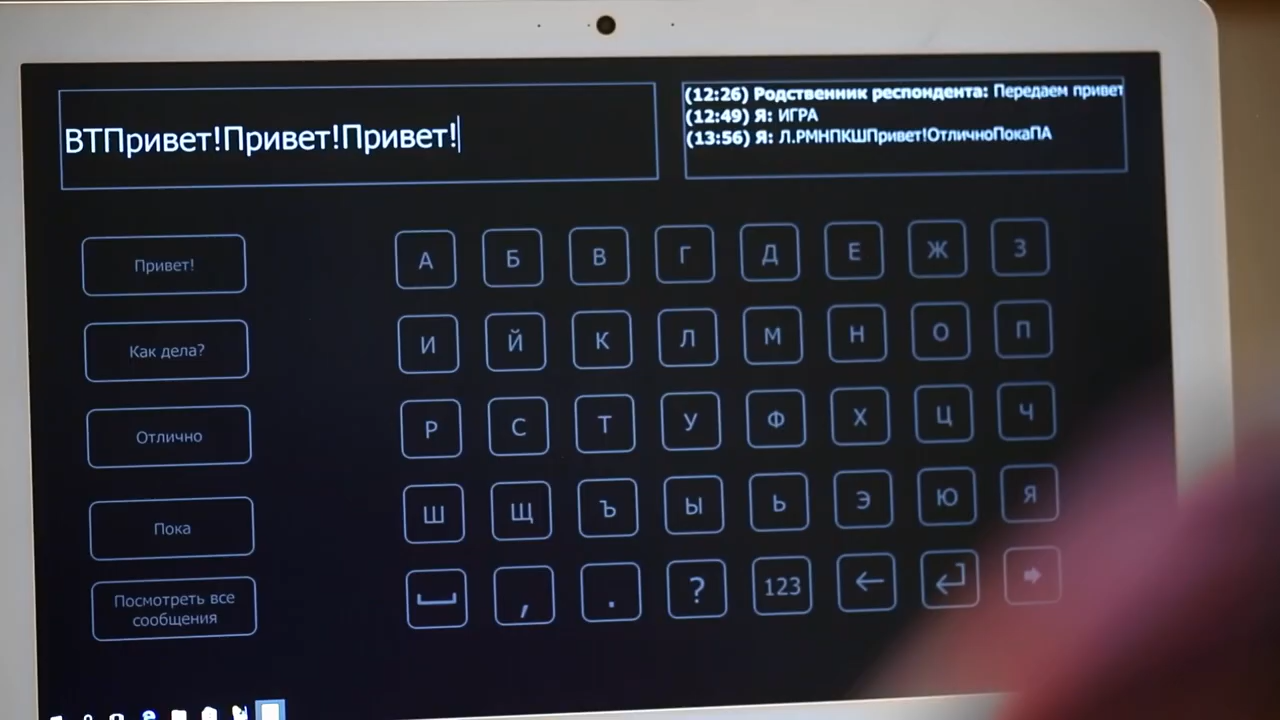 ВТПривет!Привет!Привет!
(12:26) Родственник респондента: Передаем привет
(12:49) Я: ИГРА
(13:56) Я: Л.РМНПКШПривет!ОтличноПокаПА
Привет!
Как дела?
Отлично
Пока
Посмотреть все
сообщения
А Б В Г Д Е Ж З
И Й К Л М Н О П
Р С Т У Ф Х Ц Ч
Ш Щ Ъ Ы Ь Э Ю Я
, . ? 123